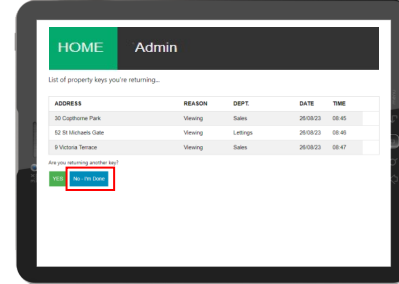 HOME Admin
List of property keys you're returning...
ADDRESS REASON DEPT. DATE TIME
30 Copthorne Park Viewing Sales 26/08/23 08:45
52 St Michaels Gate Viewing Lettings 26/08/23 08:46
9 Victoria Terrace Viewing Sales 26/08/23 08:47
Are you returning another key?
YES No - I'm Done